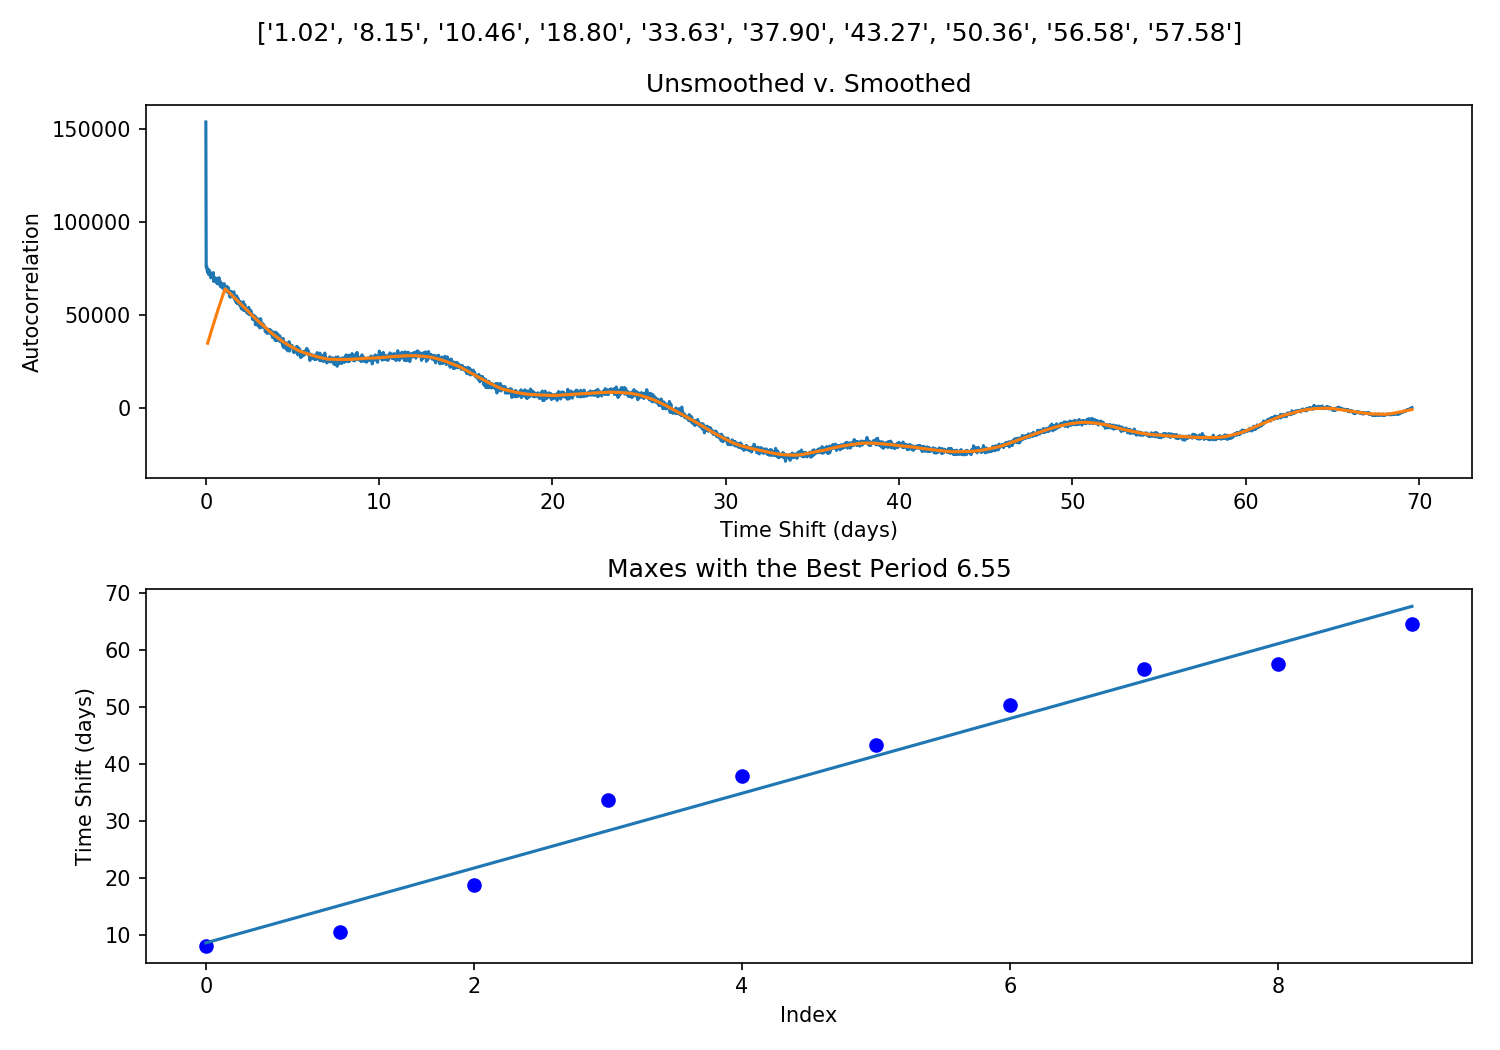 ['1.02', '8.15', '10.46', '18.80', '33.63', '37.90', '43.27', '50.36', '56.58', '57.58']
Unsmoothed v. Smoothed
150000
100000
50000
0
Autocorrelation
0 10 20 30 40 50 60 70
Time Shift (days)
Maxes with the Best Period 6.55
70
60
50
40
30
20
10
Time Shift (days)
0 2 4 6 8
Index